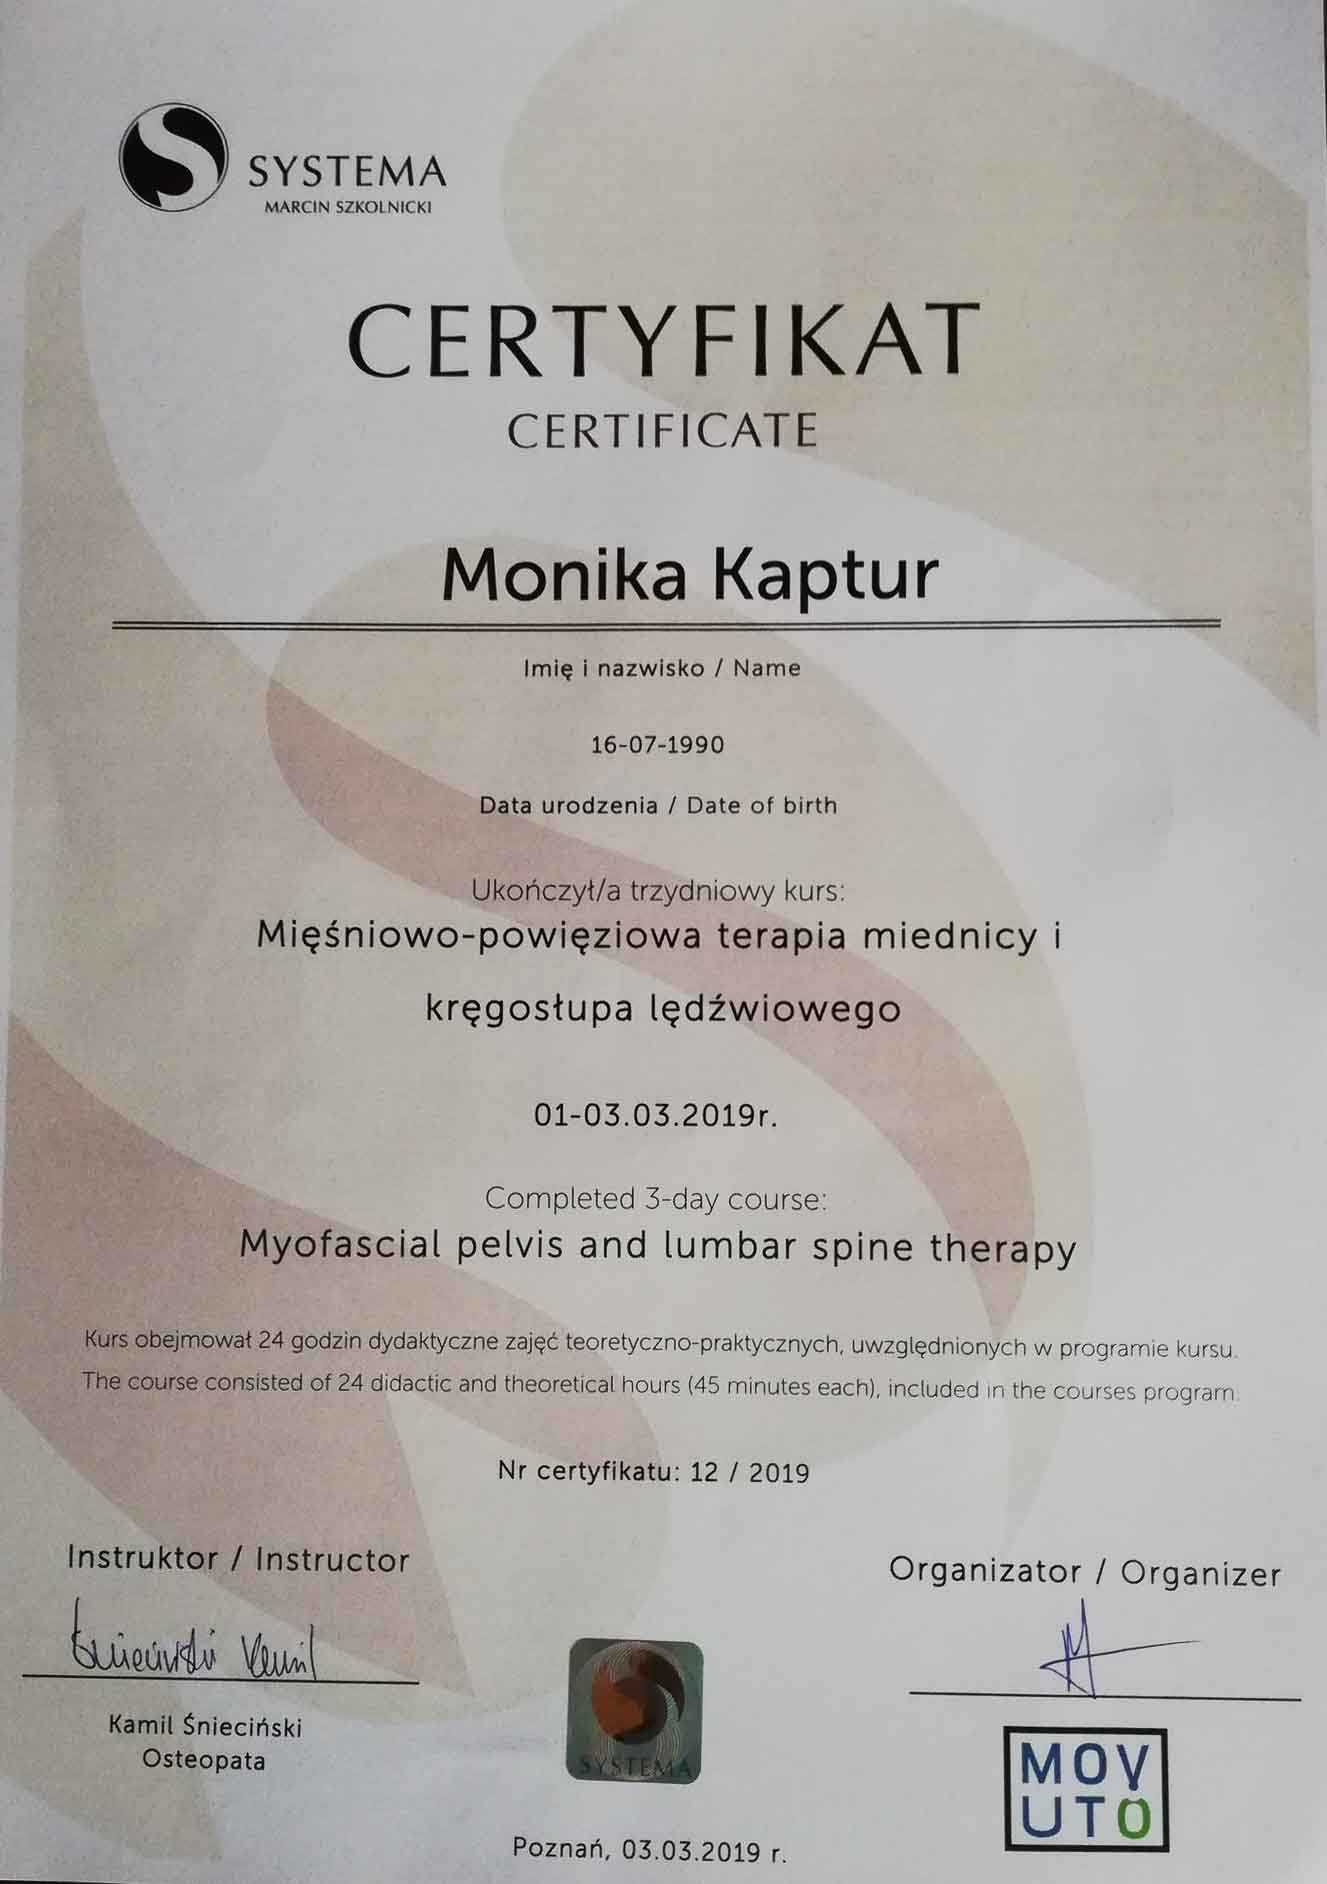 SYSTEMA
MARCIN SZKOLNICKI
CERTYFIKAT
CERTIFICATE
Monika Kaptur
Imię i nazwisko / Name
16-07-1990
Data urodzenia / Date of birth
Ukończył/a trzydniowy kurs:
Mięśniowo-powięziowa terapia miednicy i
kręgosłupa lędźwiowego
01-03.03.2019r.
Completed 3-day course:
Myofascial pelvis and lumbar spine therapy
Kurs obejmował 24 godzin dydaktyczne zajęć teoretyczno-praktycznych, uwzględnionych w programie kursu.
The course consisted of 24 didactic and theoretical hours (45 minutes each), included in the courses program.
Nr certyfikatu: 12 / 2019
Instruktor / Instructor
Organizator / Organizer
Śnieciński Kamil
Kamil Śnieciński
Osteopata
SYSTEMA
MOV
UTO
Poznań, 03.03.2019 r.